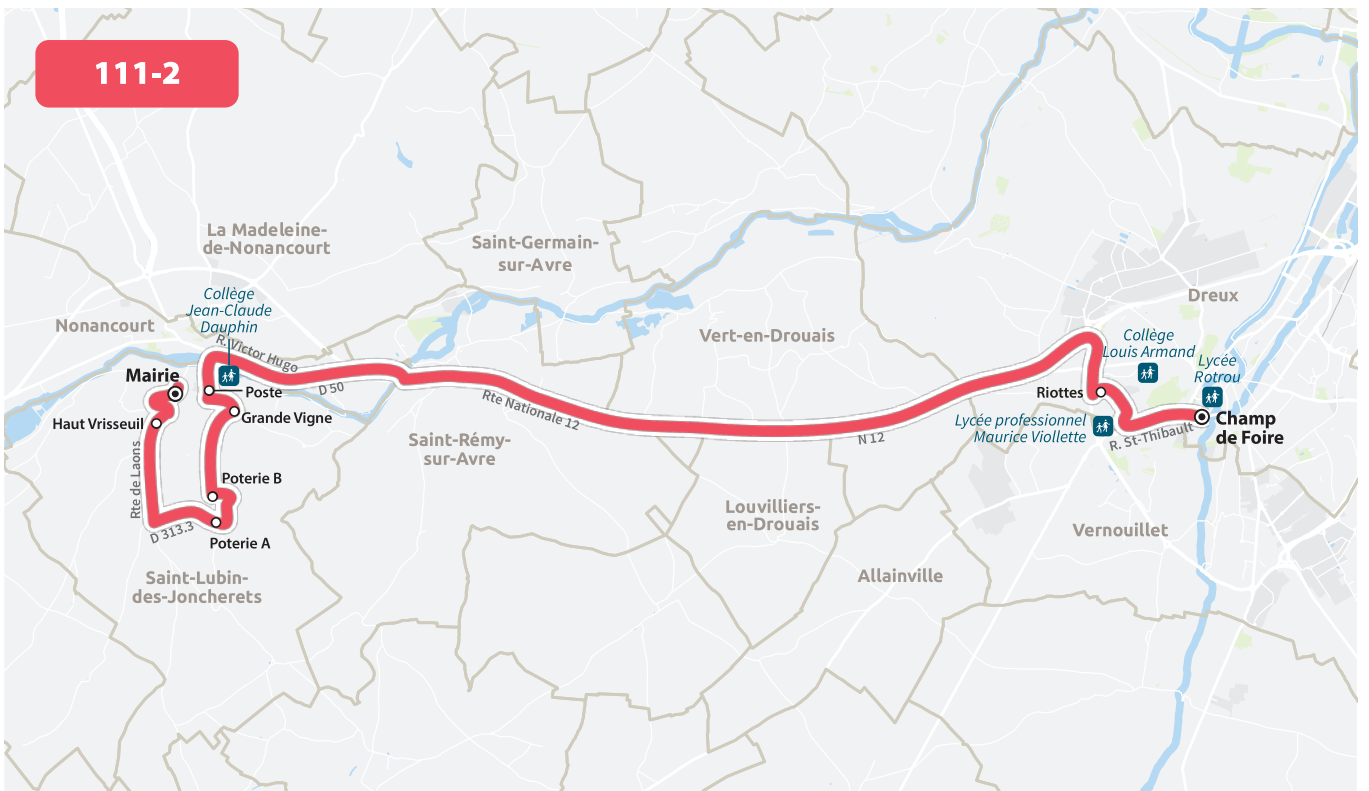 111-2
La Madeleine-
de-Nonancourt
Saint-Germain-
sur-Avre
Nonancourt
Collège
Jean-Claude
Dauphin
R. Victor Hugo
D 50
Mairie
Poste
Haut Vrisseuil
Grande Vigne
Rte de Laons
Poterie B
D 313.3
Poterie A
Saint-Lubin-
des-Joncherets
Saint-Rémy-
sur-Avre
Rte Nationale 12
Vert-en-Drouais
N 12
Louvilliers-
en-Drouais
Allainville
Dreux
Collège
Louis Armand
Lycée
Rotrou
Riottes
Lycée professionnel
Maurice Viollette
R. St-Thibault
Champ
de Foire
Vernouillet